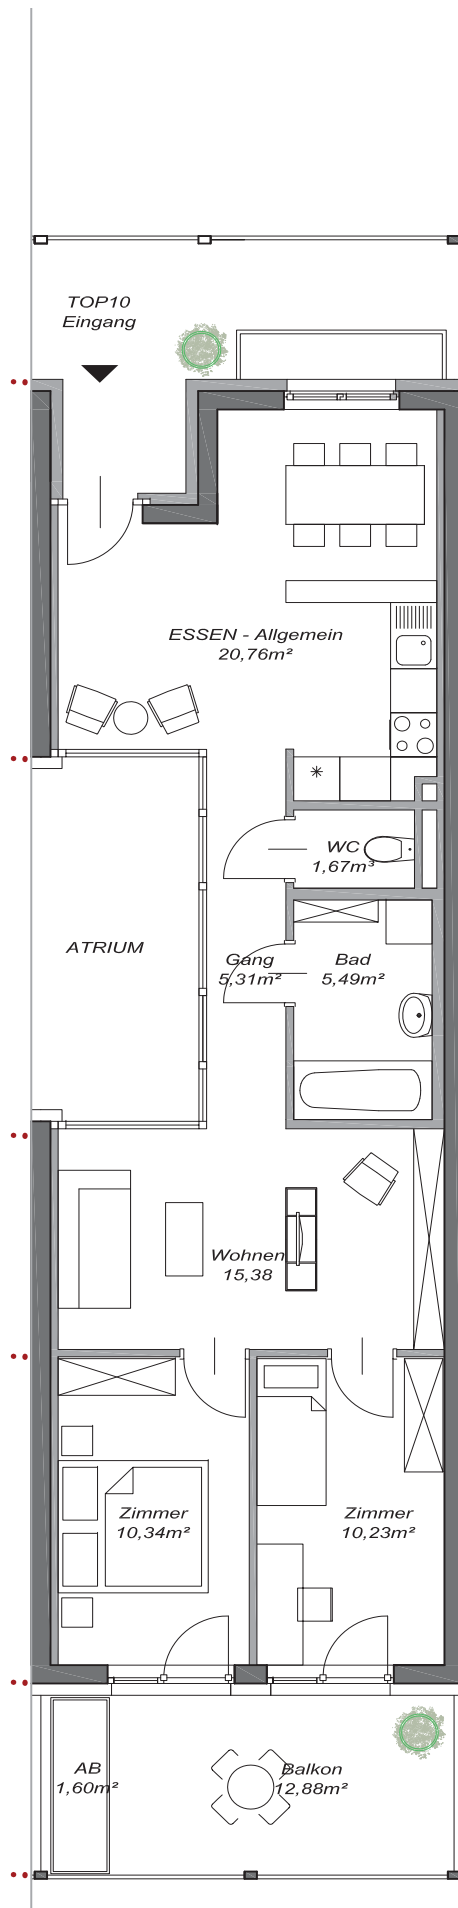 TOP10
Eingang
ESSEN - Allgemein
20,76m²
WC
1,67m²
ATRIUM
Gang
5,31m²
Bad
5,49m²
Wohnen
15,38
Zimmer
10,34m²
Zimmer
10,23m²
AB
1,60m²
Balkon
12,88m²